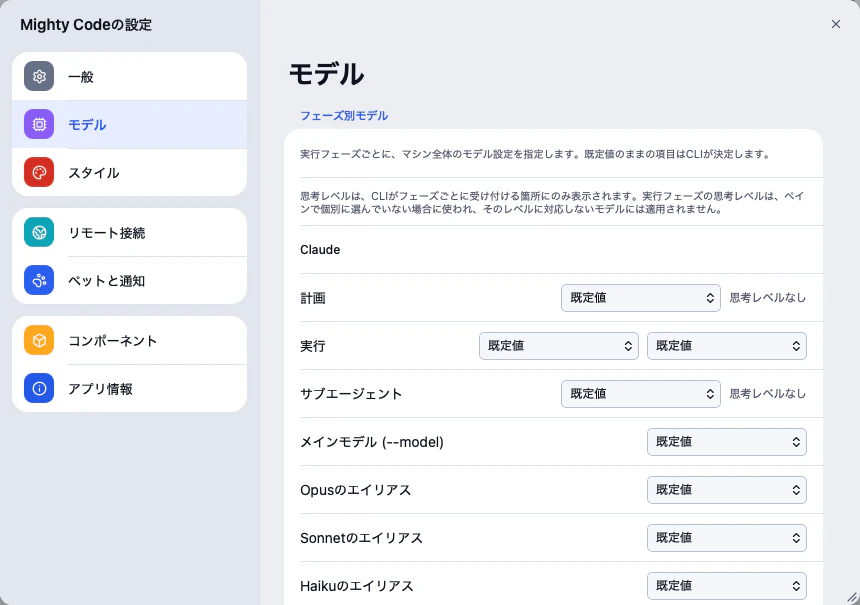 Mighty Codeの設定
一般
モデル
スタイル
リモート接続
ペットと通知
コンポーネント
アプリ情報
モデル
フェーズ別モデル
実行フェーズごとに、マシン全体のモデル設定を指定します。既定値のままの項目はCLIが決定します。
思考レベルは、CLIがフェーズごとに受け付ける箇所にのみ表示されます。実行フェーズの思考レベルは、ペイ
ンで個別に選んでいない場合に使われ、そのレベルに対応しないモデルには適用されません。
Claude
計画 既定値 思考レベルなし
実行 既定値 既定値
サブエージェント 既定値 思考レベルなし
メインモデル (--model) 既定値
Opusのエイリアス 既定値
Sonnetのエイリアス 既定値
Haikuのエイリアス 既定値